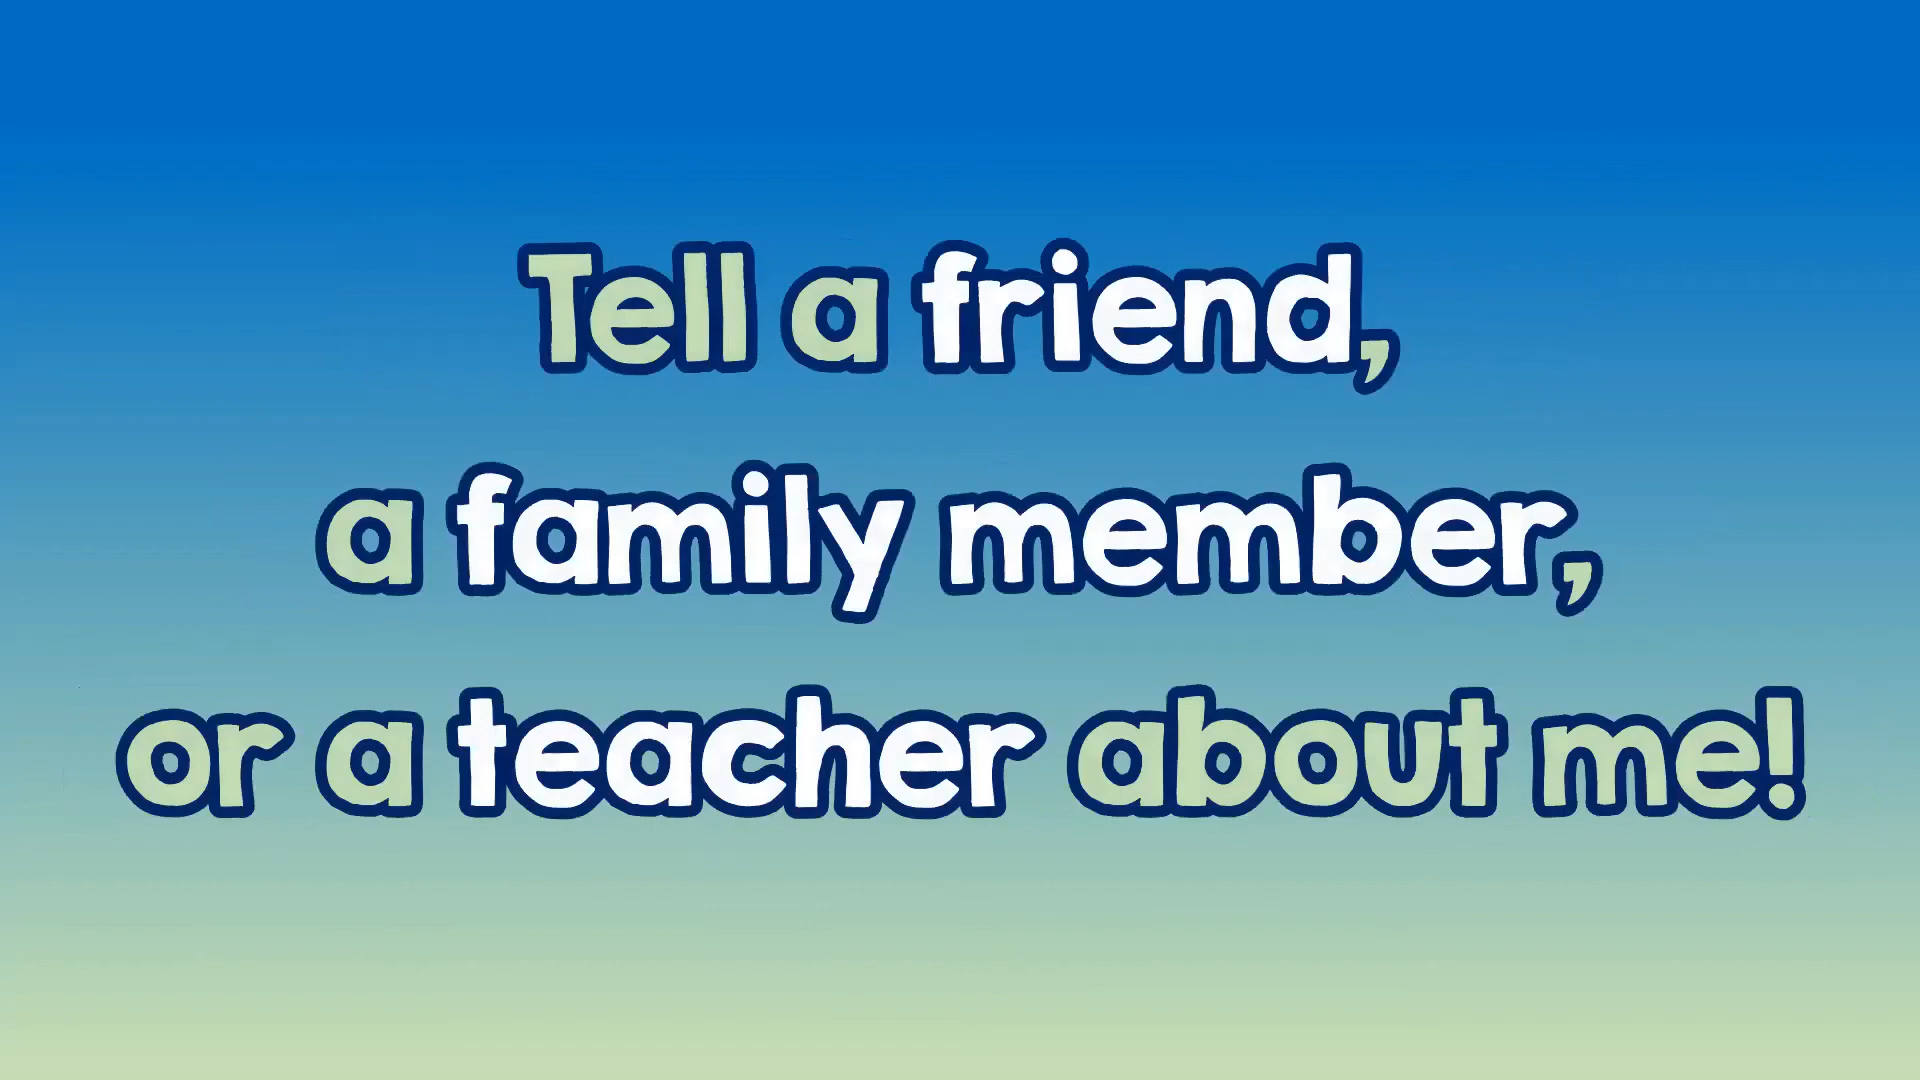 Tell a friend,
a family member,
or a teacher about me!